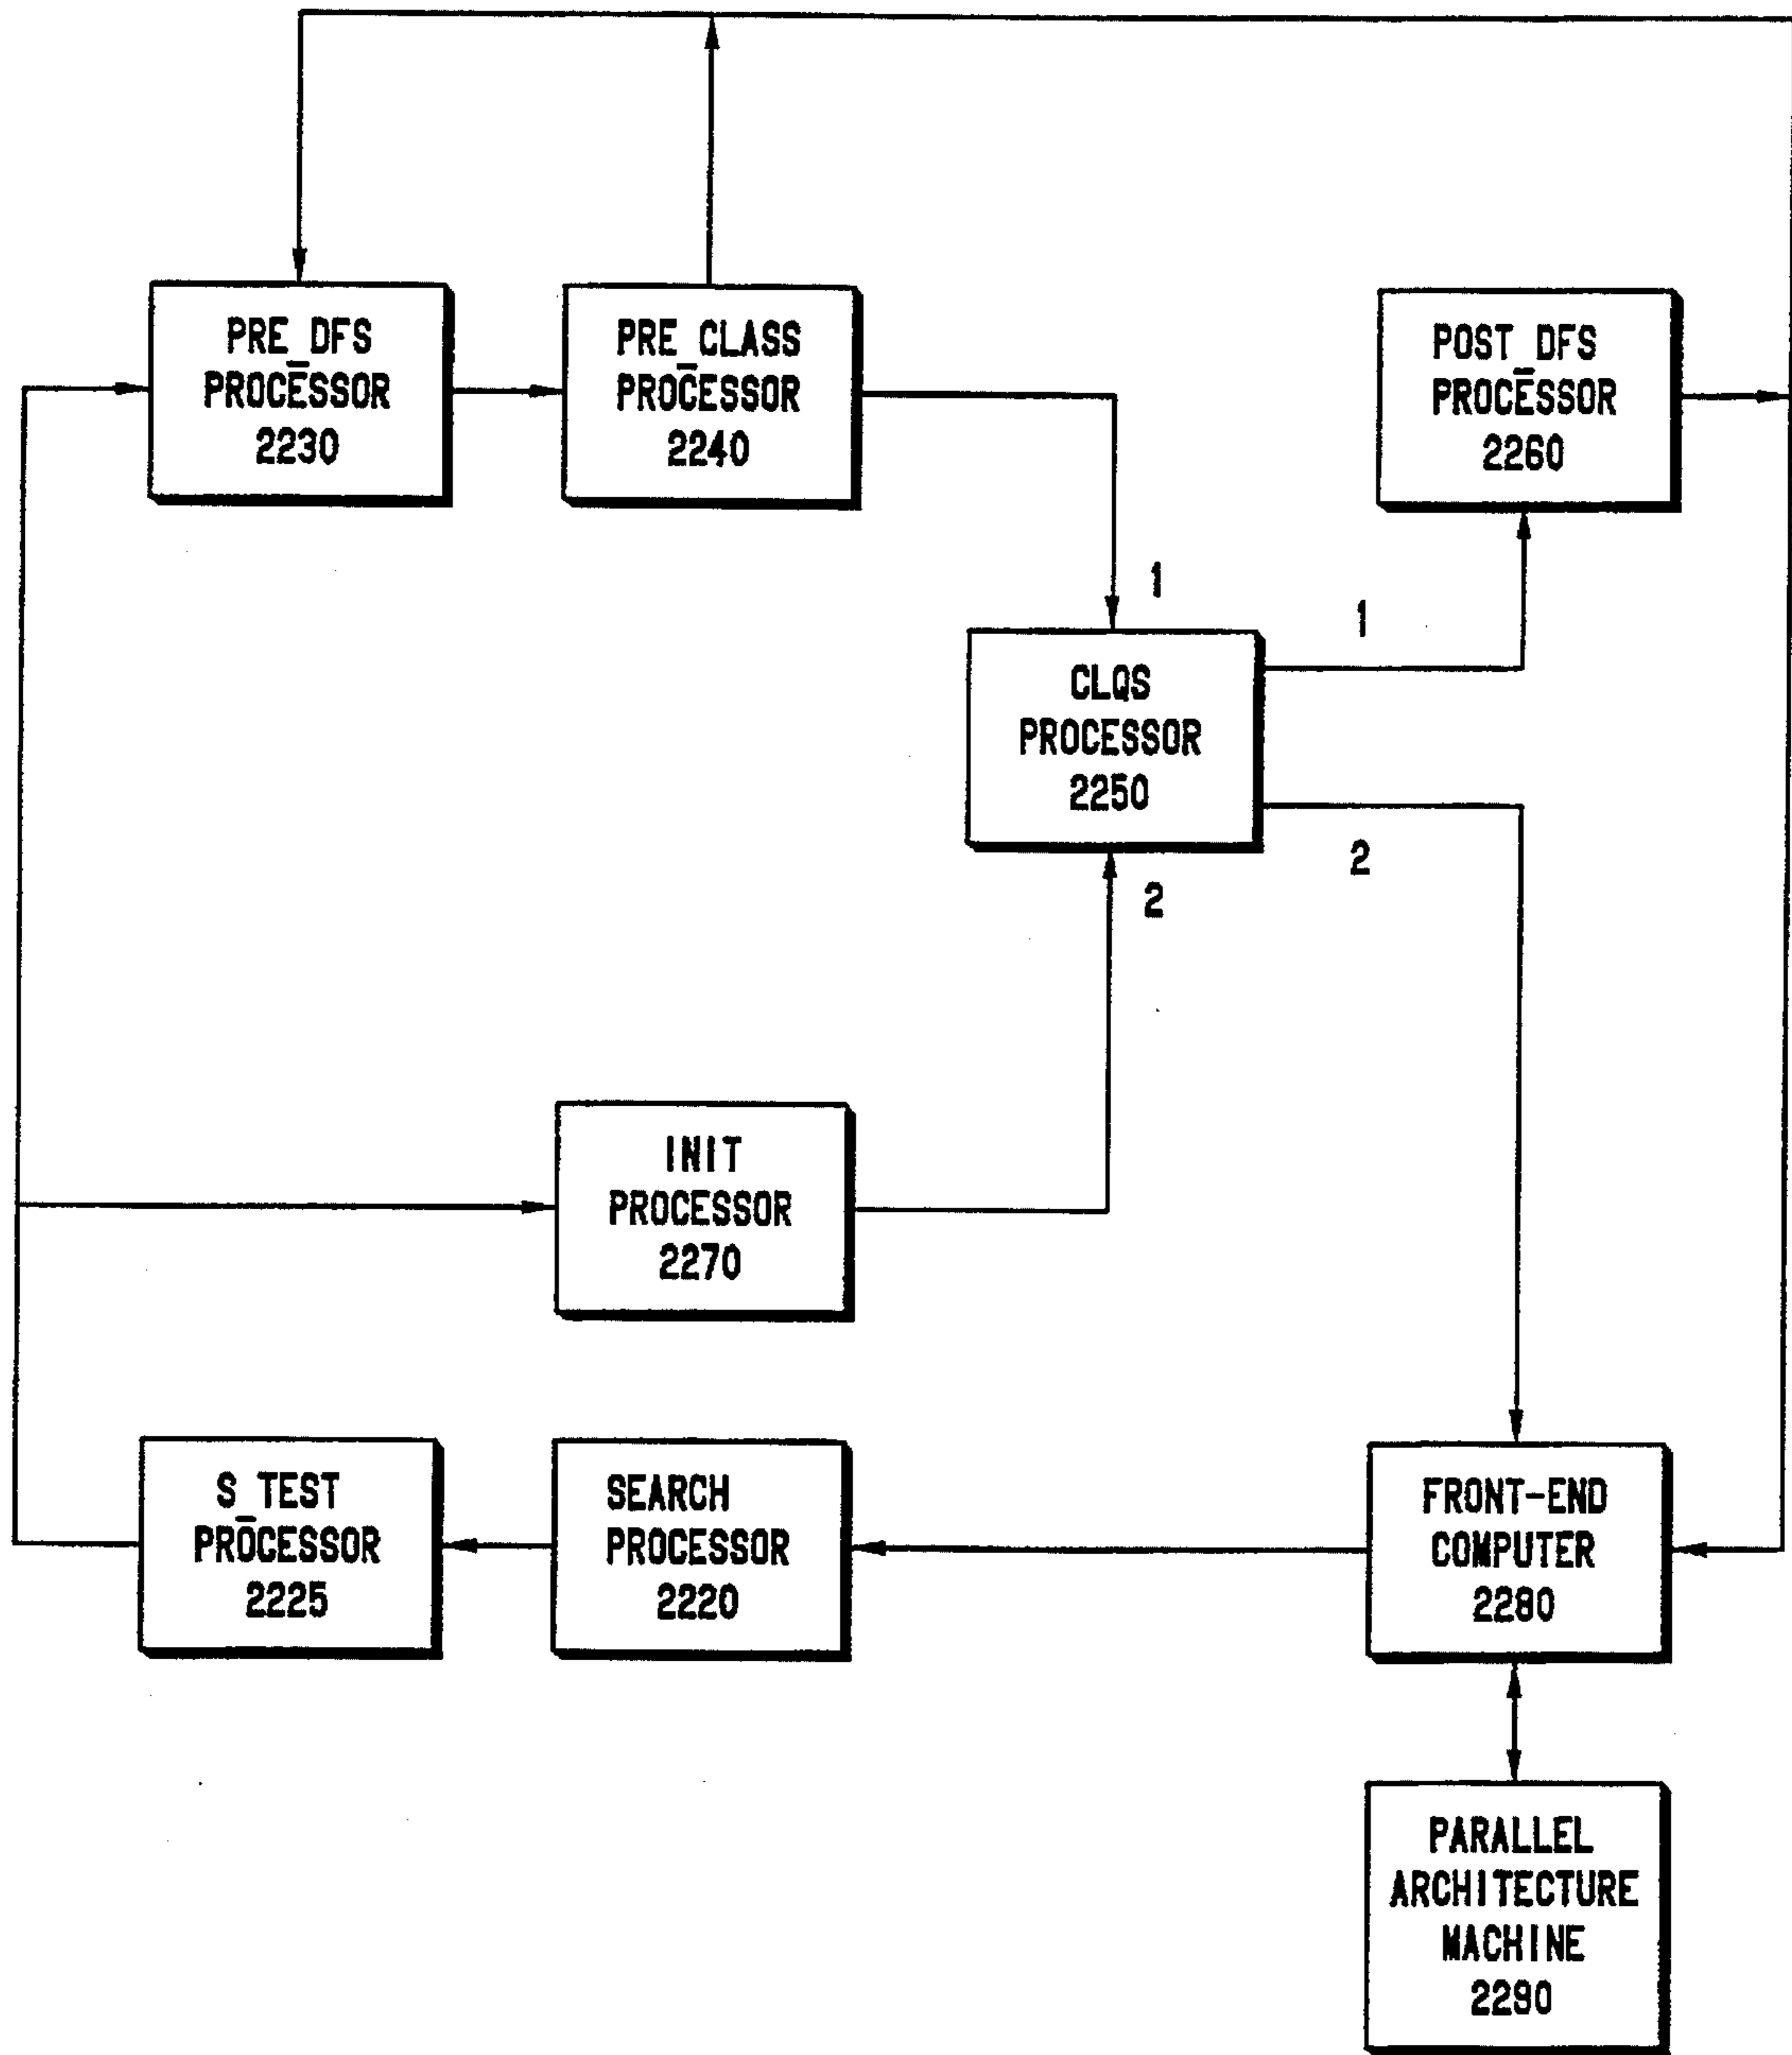 PRE_DFS
PROCESSOR
2230
PRE_CLASS
PROCESSOR
2240
POST_DFS
PROCESSOR
2260
1
1
CLQS
PROCESSOR
2250
2
2
INIT
PROCESSOR
2270
S_TEST
PROCESSOR
2225
SEARCH
PROCESSOR
2220
FRONT-END
COMPUTER
2280
PARALLEL
ARCHITECTURE
MACHINE
2290